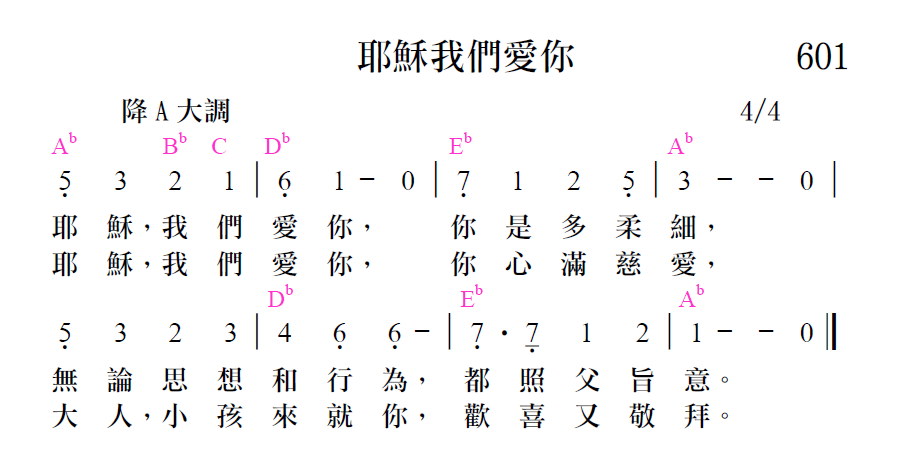 耶穌我們愛你 601
降 A 大調 4/4
A♭ B♭ C D♭ E♭ A♭
5̣ 3 2 1 | 6̣ 1 – 0 | 7̣ 1 2 5̣ | 3 – – 0 |
耶穌，我們愛你， 你是多柔細，
耶穌，我們愛你， 你心滿慈愛，
D♭ E♭ A♭
5̣ 3 2 3 | 4 6̣ 6̣ – | 7̣ · 7̲̣ 1 2 | 1 – – 0 ‖
無論思想和行為， 都照父旨意。
大人，小孩來就你， 歡喜又敬拜。